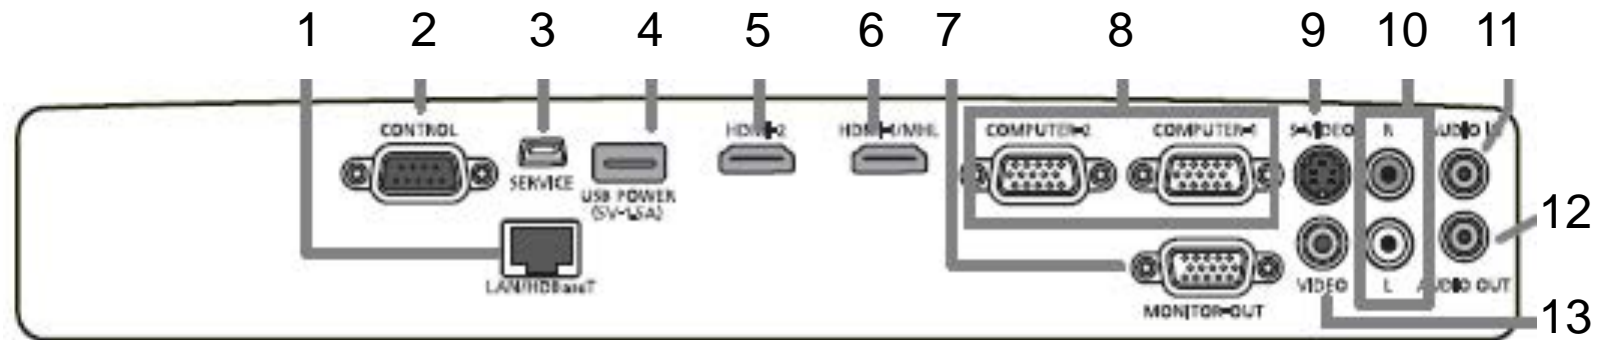 1 2 3 4 5 6 7 8 9 10 11
CONTROL HDMI-2 HDMI-1/MHL COMPUTER-2 COMPUTER-1 S-VIDEO R AUDIO IN
SERVICE
USB POWER
(5V-1.5A)
12
LAN/HDBaseT VIDEO L AUDIO OUT
MONITOR-OUT
13